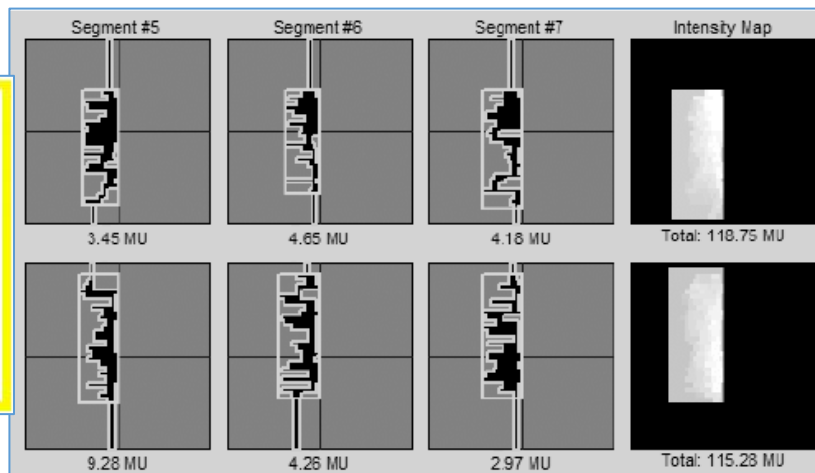 Segment #5 Segment #6 Segment #7 Intensity Map
3.45 MU 4.65 MU 4.18 MU Total: 118.75 MU
9.28 MU 4.26 MU 2.97 MU Total: 115.28 MU